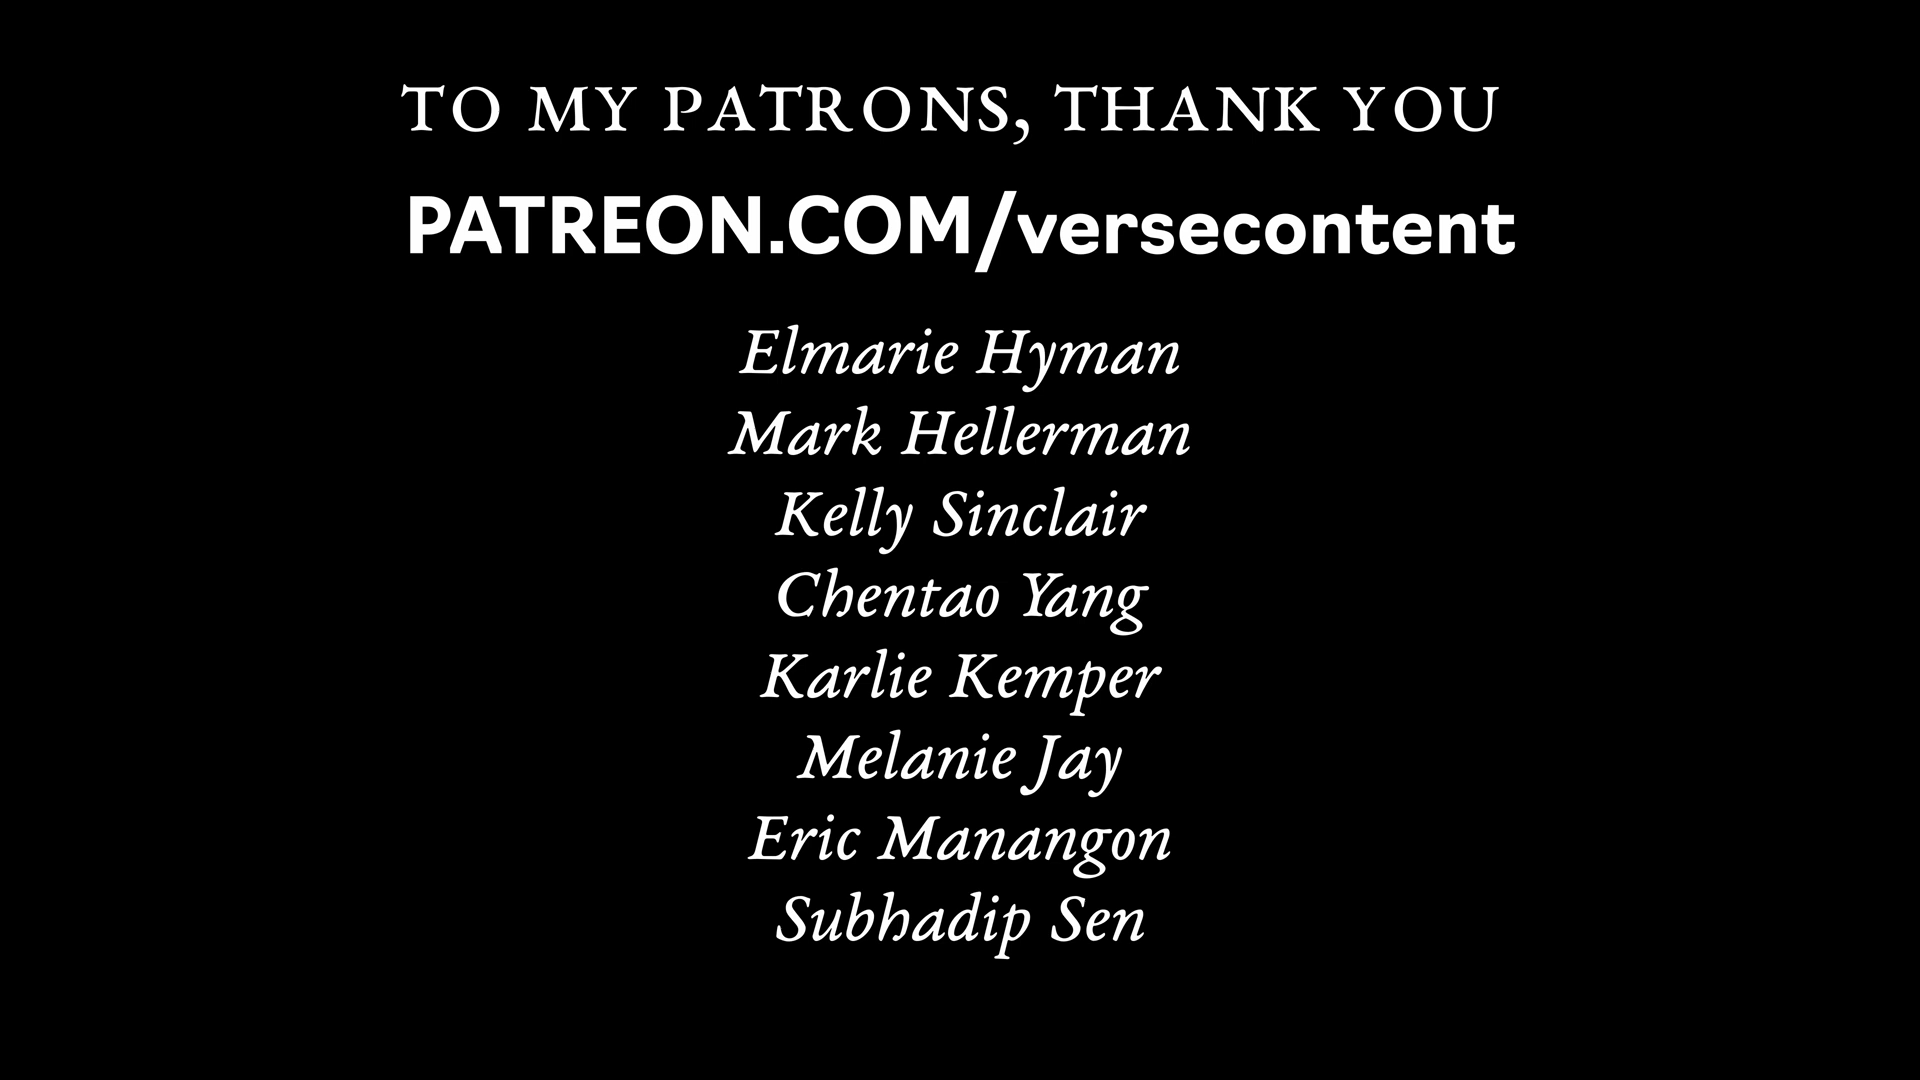 TO MY PATRONS, THANK YOU
PATREON.COM/versecontent
Elmarie Hyman
Mark Hellerman
Kelly Sinclair
Chentao Yang
Karlie Kemper
Melanie Jay
Eric Manangon
Subhadip Sen